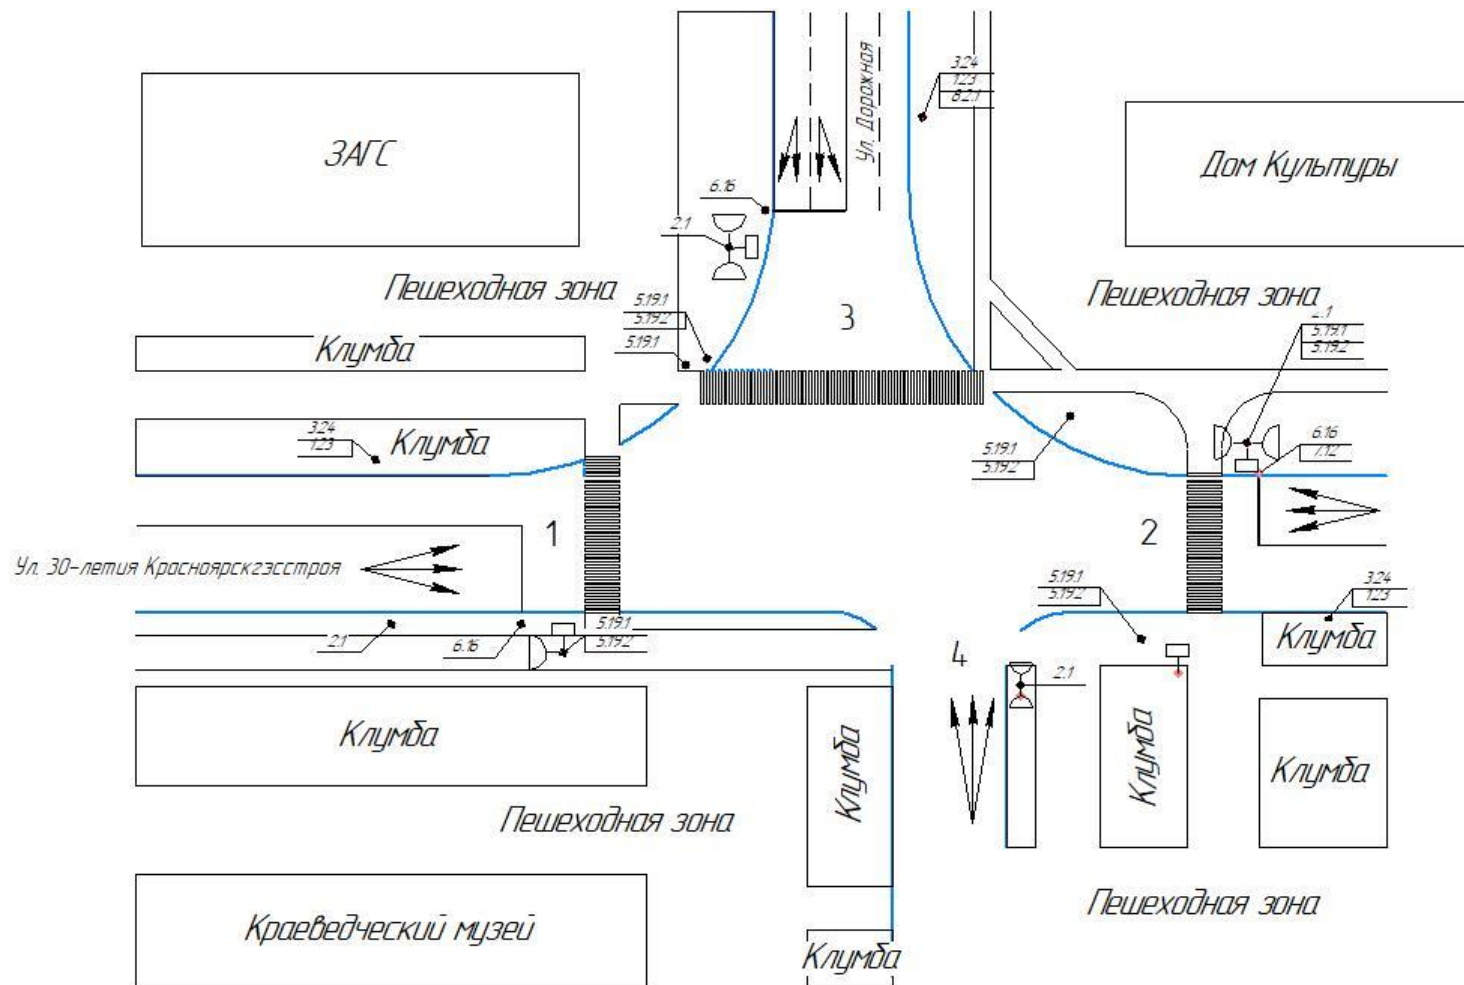 3.24
1.23
8.2.1
Ул. Дорожная
ЗАГС
Дом Культуры
6.16
2.1
Пешеходная зона
Пешеходная зона
5.19.1
5.19.2
5.19.1
3
2.1
5.19.1
5.19.2
Клумба
3.24
1.23
Клумба
5.19.1
5.19.2
6.16
7.12
1
2
Ул. 30-летия Красноярскгэсстроя
5.19.1
5.19.2
3.24
1.23
2.1
6.16
5.19.1
5.19.2
4
2.1
Клумба
Клумба
Клумба
Клумба
Клумба
Пешеходная зона
Краеведческий музей
Пешеходная зона
Клумба